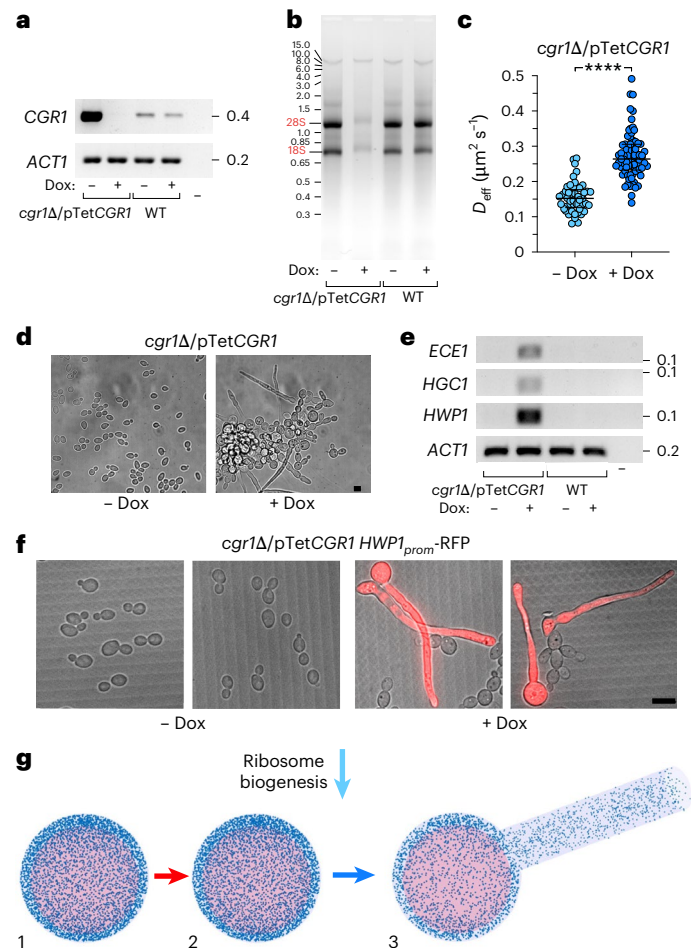 a
CGR1
0.4
ACT1
0.2
Dox: – + – + –
cgr1Δ/pTetCGR1 WT
b
15.0
10.0
8.0
6.0
4.0
3.0
2.0
1.5
28S
1.0
0.85
18S
0.65
0.5
0.4
0.3
Dox: – + – +
cgr1Δ/pTetCGR1 WT
c
cgr1Δ/pTetCGR1
****
0.5
0.4
0.3
0.2
0.1
0
Deff (μm² s⁻¹)
– Dox + Dox
d
cgr1Δ/pTetCGR1
– Dox + Dox
e
ECE1
0.1
0.1
HGC1
HWP1
0.1
ACT1
0.2
–
cgr1Δ/pTetCGR1 WT
Dox: – + – +
f
cgr1Δ/pTetCGR1 HWP1prom-RFP
– Dox + Dox
g
Ribosome
biogenesis
1 2 3